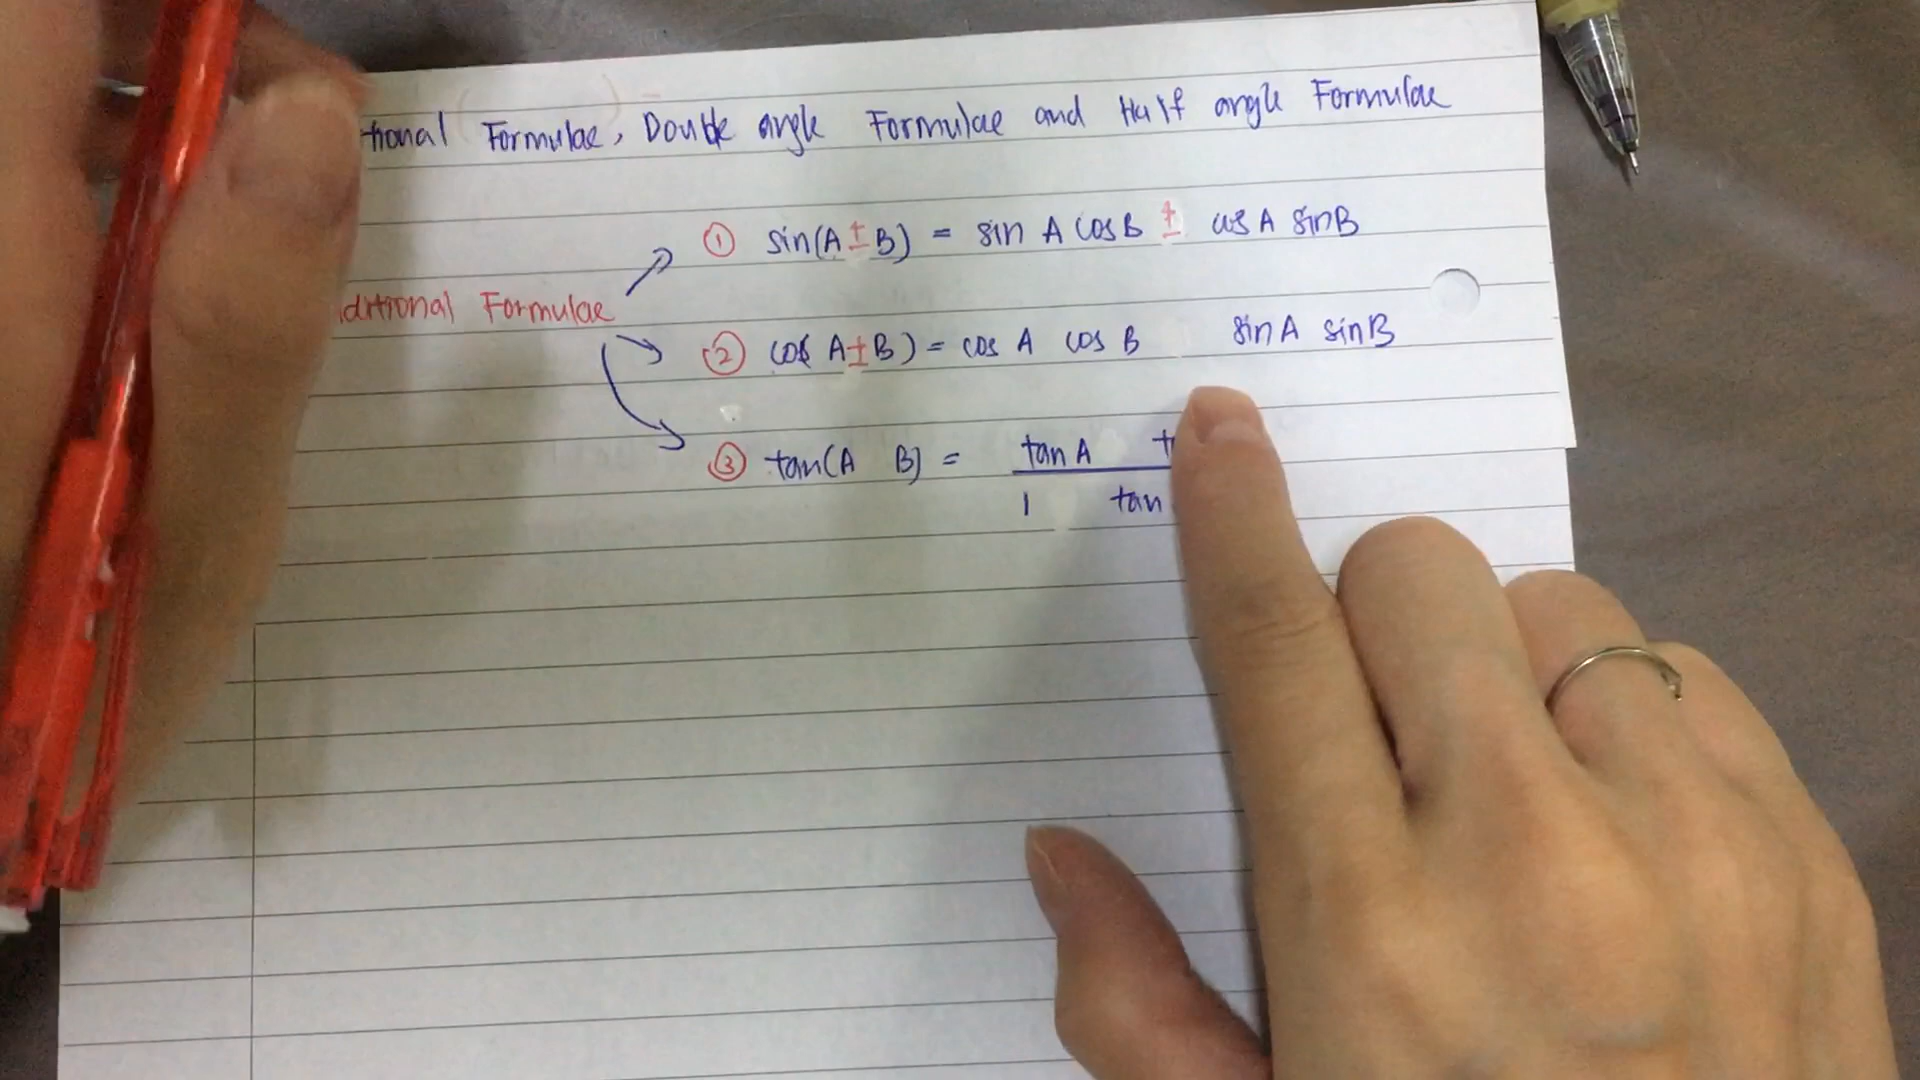 tional Formulae, Double angle Formulae and Half angle Formulae
① sin(A ± B) = sin A cos B ± cos A sin B
ditional Formulae
② cos( A ± B ) = cos A cos B sin A sin B
③ tan(A B) = tan A t
1 tan